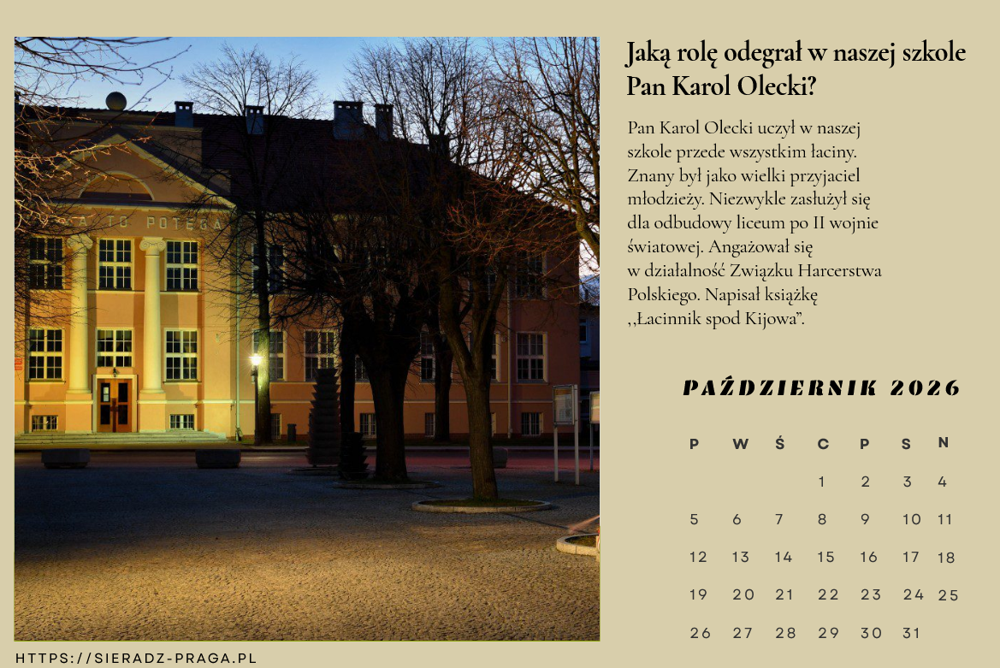 A TO POTĘGA
Jaką rolę odegrał w naszej szkole
Pan Karol Olecki?
Pan Karol Olecki uczył w naszej
szkole przede wszystkim łaciny.
Znany był jako wielki przyjaciel
młodzieży. Niezwykle zasłużył się
dla odbudowy liceum po II wojnie
światowej. Angażował się
w działalność Związku Harcerstwa
Polskiego. Napisał książkę
,,Łacinnik spod Kijowa”.
PAŹDZIERNIK 2026
P W Ś C P S N
1 2 3 4
5 6 7 8 9 10 11
12 13 14 15 16 17 18
19 20 21 22 23 24 25
26 27 28 29 30 31
HTTPS://SIERADZ-PRAGA.PL